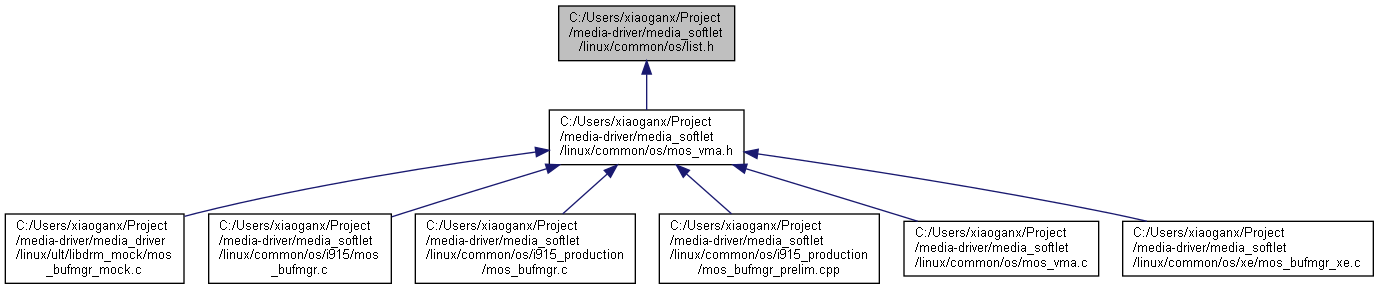 C:/Users/xiaoganx/Project
/media-driver/media_softlet
/linux/common/os/list.h
C:/Users/xiaoganx/Project
/media-driver/media_softlet
/linux/common/os/mos_vma.h
C:/Users/xiaoganx/Project
/media-driver/media_driver
/linux/ult/libdrm_mock/mos
_bufmgr_mock.c
C:/Users/xiaoganx/Project
/media-driver/media_softlet
/linux/common/os/i915/mos
_bufmgr.c
C:/Users/xiaoganx/Project
/media-driver/media_softlet
/linux/common/os/i915_production
/mos_bufmgr.c
C:/Users/xiaoganx/Project
/media-driver/media_softlet
/linux/common/os/i915_production
/mos_bufmgr_prelim.cpp
C:/Users/xiaoganx/Project
/media-driver/media_softlet
/linux/common/os/mos_vma.c
C:/Users/xiaoganx/Project
/media-driver/media_softlet
/linux/common/os/xe/mos_bufmgr_xe.c